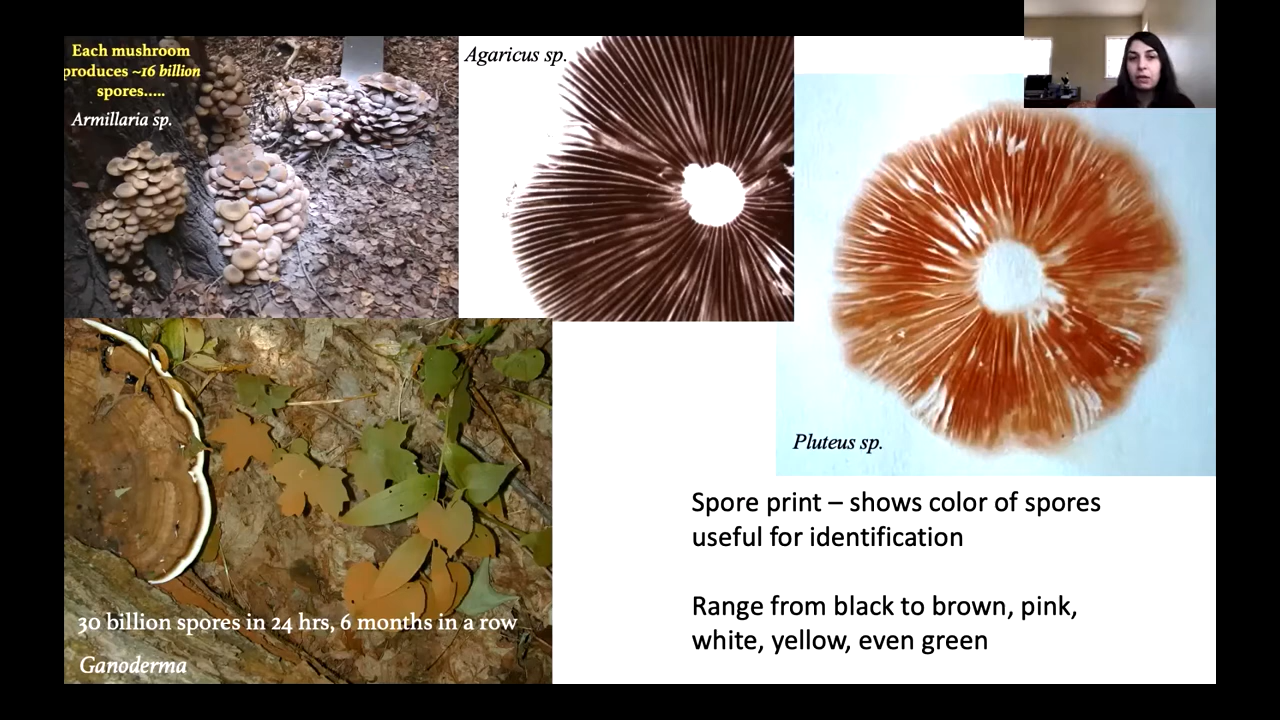 Each mushroom
produces ~16 billion
spores.....
Armillaria sp.
Agaricus sp.
Pluteus sp.
Spore print – shows color of spores
useful for identification
Range from black to brown, pink,
white, yellow, even green
30 billion spores in 24 hrs, 6 months in a row
Ganoderma